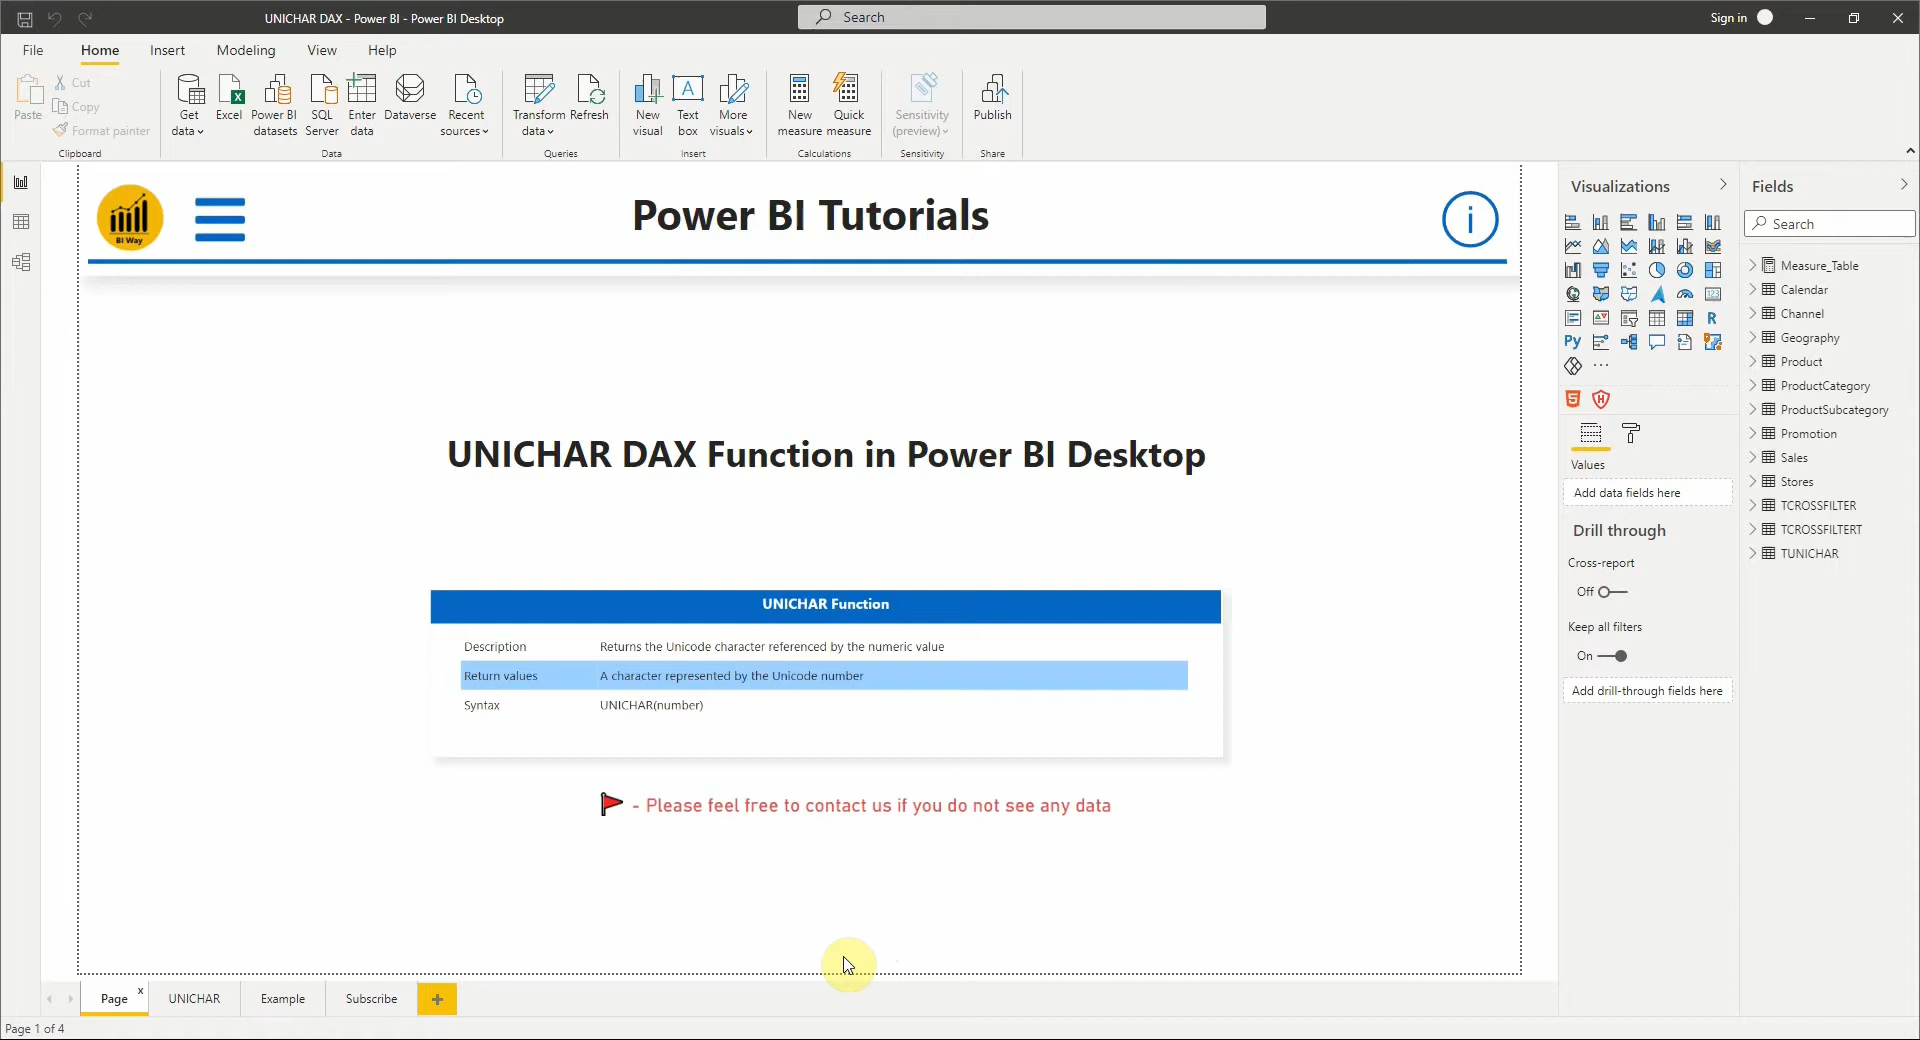 UNICHAR DAX - Power BI - Power BI Desktop
Search
Sign in
File
Home
Insert
Modeling
View
Help
Paste
Cut
Copy
Format painter
Clipboard
Get
data
Excel
Power BI
datasets
SQL
Server
Enter
data
Dataverse
Recent
sources
Data
Transform
data
Refresh
Queries
New
visual
Text
box
More
visuals
Insert
New
measure
Quick
measure
Calculations
Sensitivity
(preview)
Sensitivity
Publish
Share
BI Way
Power BI Tutorials
UNICHAR DAX Function in Power BI Desktop
UNICHAR Function
Description Returns the Unicode character referenced by the numeric value
Return values A character represented by the Unicode number
Syntax UNICHAR(number)
- Please feel free to contact us if you do not see any data
Visualizations
R
Py
Values
Add data fields here
Drill through
Cross-report
Off
Keep all filters
On
Add drill-through fields here
Fields
Search
Measure_Table
Calendar
Channel
Geography
Product
ProductCategory
ProductSubcategory
Promotion
Sales
Stores
TCROSSFILTER
TCROSSFILTERT
TUNICHAR
Page
UNICHAR
Example
Subscribe
Page 1 of 4